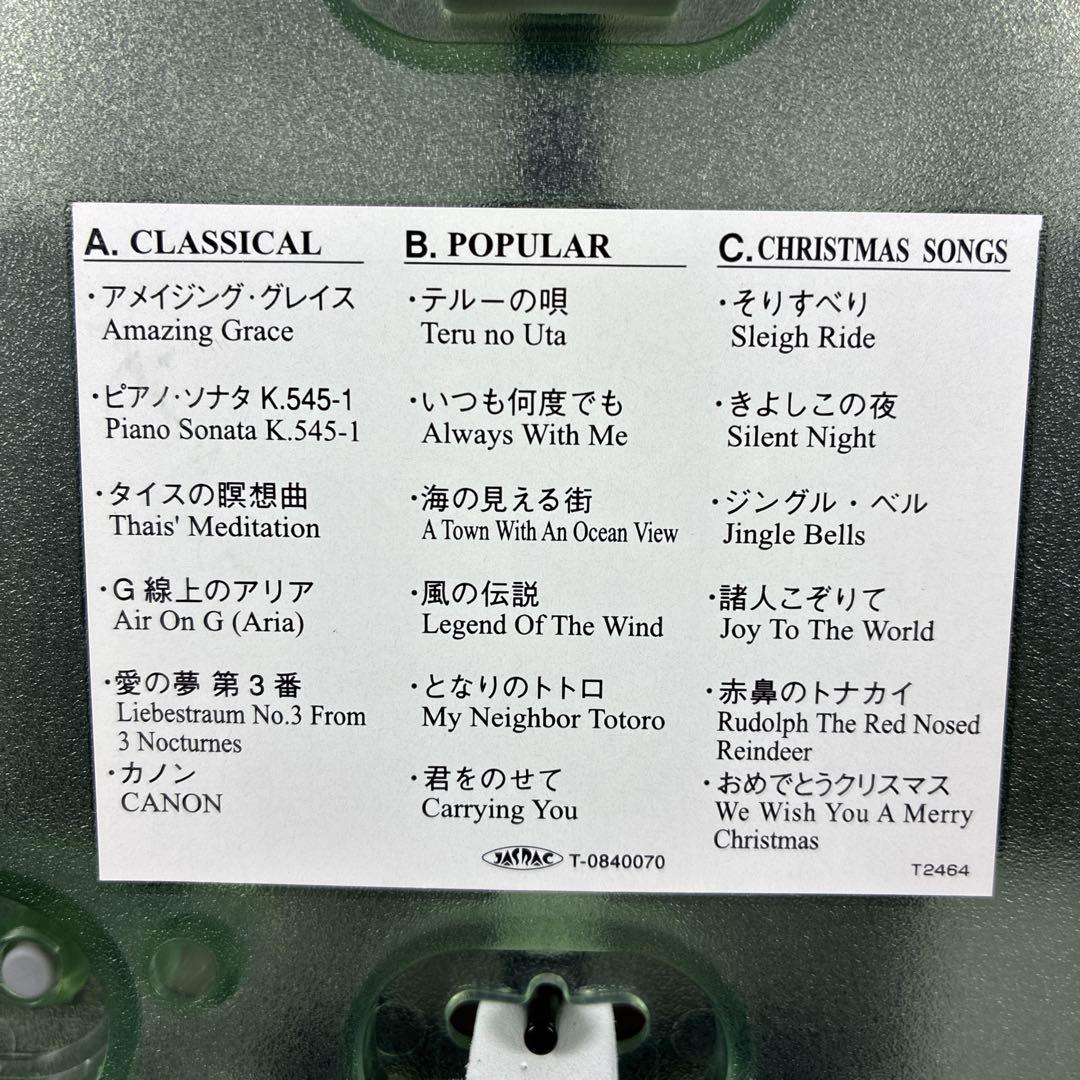 A. CLASSICAL
・アメイジング・グレイス
Amazing Grace
・ピアノ・ソナタ K.545-1
Piano Sonata K.545-1
・タイスの瞑想曲
Thais' Meditation
・G 線上のアリア
Air On G (Aria)
・愛の夢 第 3 番
Liebestraum No.3 From
3 Nocturnes
・カノン
CANON
B. POPULAR
・テルーの唄
Teru no Uta
・いつも何度でも
Always With Me
・海の見える街
A Town With An Ocean View
・風の伝説
Legend Of The Wind
・となりのトトロ
My Neighbor Totoro
・君をのせて
Carrying You
JASRAC T-0840070
C. CHRISTMAS SONGS
・そりすべり
Sleigh Ride
・きよしこの夜
Silent Night
・ジングル・ベル
Jingle Bells
・諸人こぞりて
Joy To The World
・赤鼻のトナカイ
Rudolph The Red Nosed
Reindeer
・おめでとうクリスマス
We Wish You A Merry
Christmas
T2464